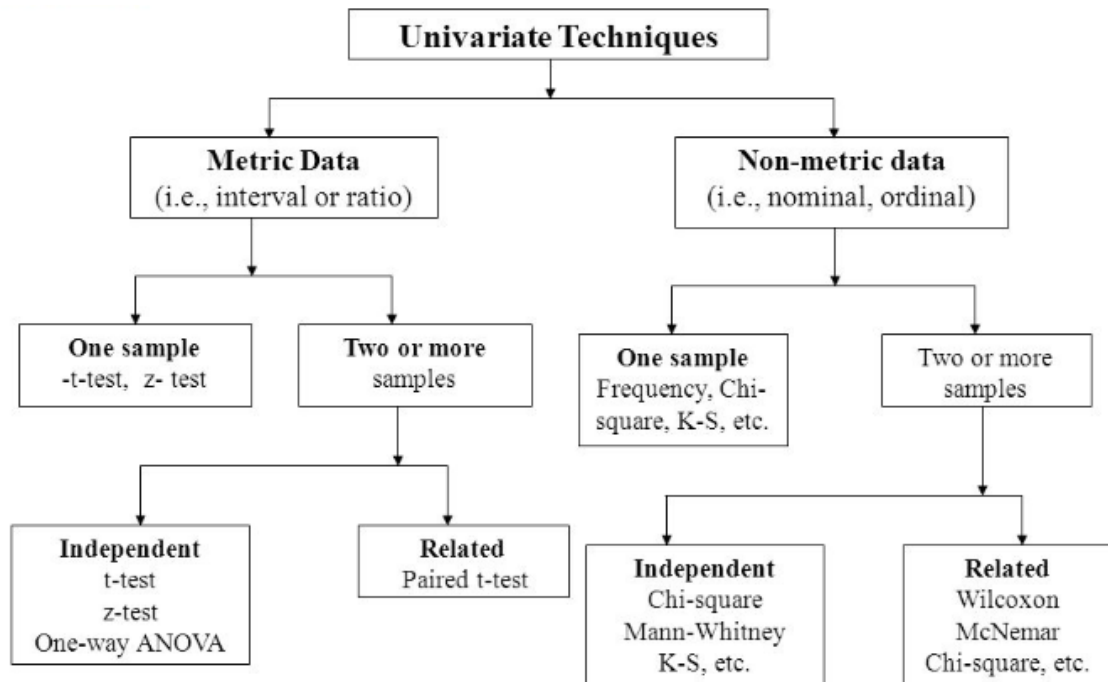 Univariate Techniques
Metric Data
(i.e., interval or ratio)
Non-metric data
(i.e., nominal, ordinal)
One sample
-t-test, z- test
Two or more
samples
One sample
Frequency, Chi-
square, K-S, etc.
Two or more
samples
Independent
t-test
z-test
One-way ANOVA
Related
Paired t-test
Independent
Chi-square
Mann-Whitney
K-S, etc.
Related
Wilcoxon
McNemar
Chi-square, etc.